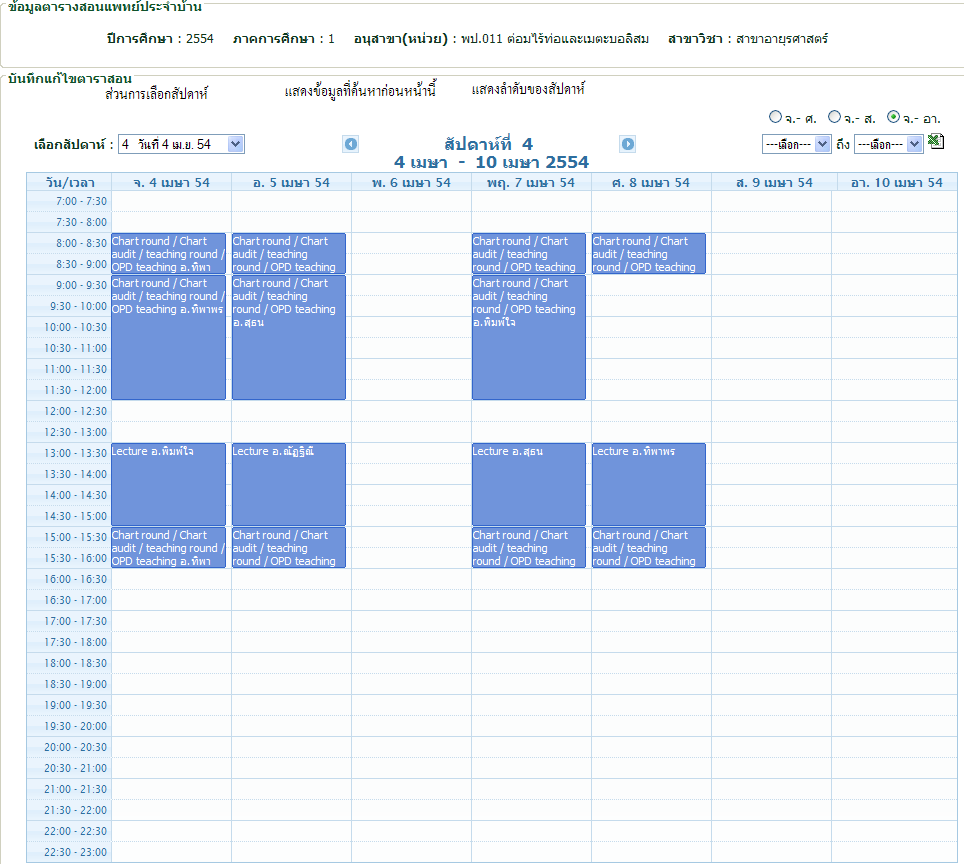 ข้อมูลตารางสอนแพทย์ประจำบ้าน
ปีการศึกษา : 2554 ภาคการศึกษา : 1 อนุสาขา(หน่วย) : พป.011 ต่อมไร้ท่อและเมตะบอลิสม สาขาวิชา : สาขาอายุรศาสตร์
บันทึกแก้ไขตาราสอน
ส่วนการเลือกสัปดาห์ แสดงข้อมูลที่ค้นหาก่อนหน้านี้ แสดงลำดับของสัปดาห์
จ.- ศ. จ.- ส. จ.- อา.
เลือกสัปดาห์ : 4 วันที่ 4 เม.ย. 54 สัปดาห์ที่ 4 ---เลือก--- ถึง ---เลือก---
4 เมษา - 10 เมษา 2554
วัน/เวลา จ. 4 เมษา 54 อ. 5 เมษา 54 พ. 6 เมษา 54 พฤ. 7 เมษา 54 ศ. 8 เมษา 54 ส. 9 เมษา 54 อา. 10 เมษา 54
7:00 - 7:30
7:30 - 8:00
8:00 - 8:30
8:30 - 9:00
Chart round / Chart
audit / teaching round /
OPD teaching อ.ทิพา
Chart round / Chart
audit / teaching
round / OPD teaching
Chart round / Chart
audit / teaching
round / OPD teaching
Chart round / Chart
audit / teaching
round / OPD teaching
9:00 - 9:30
9:30 - 10:00
10:00 - 10:30
10:30 - 11:00
11:00 - 11:30
11:30 - 12:00
Chart round / Chart
audit / teaching round /
OPD teaching อ.ทิพาพร
Chart round / Chart
audit / teaching
round / OPD teaching
อ.สุธน
Chart round / Chart
audit / teaching
round / OPD teaching
อ.พิมพ์ใจ
12:00 - 12:30
12:30 - 13:00
13:00 - 13:30
13:30 - 14:00
14:00 - 14:30
14:30 - 15:00
Lecture อ.พิมพ์ใจ
Lecture อ.ณัฏฐิณี
Lecture อ.สุธน
Lecture อ.ทิพาพร
15:00 - 15:30
15:30 - 16:00
Chart round / Chart
audit / teaching round /
OPD teaching อ.ทิพา
Chart round / Chart
audit / teaching
round / OPD teaching
Chart round / Chart
audit / teaching
round / OPD teaching
Chart round / Chart
audit / teaching
round / OPD teaching
16:00 - 16:30
16:30 - 17:00
17:00 - 17:30
17:30 - 18:00
18:00 - 18:30
18:30 - 19:00
19:00 - 19:30
19:30 - 20:00
20:00 - 20:30
20:30 - 21:00
21:00 - 21:30
21:30 - 22:00
22:00 - 22:30
22:30 - 23:00